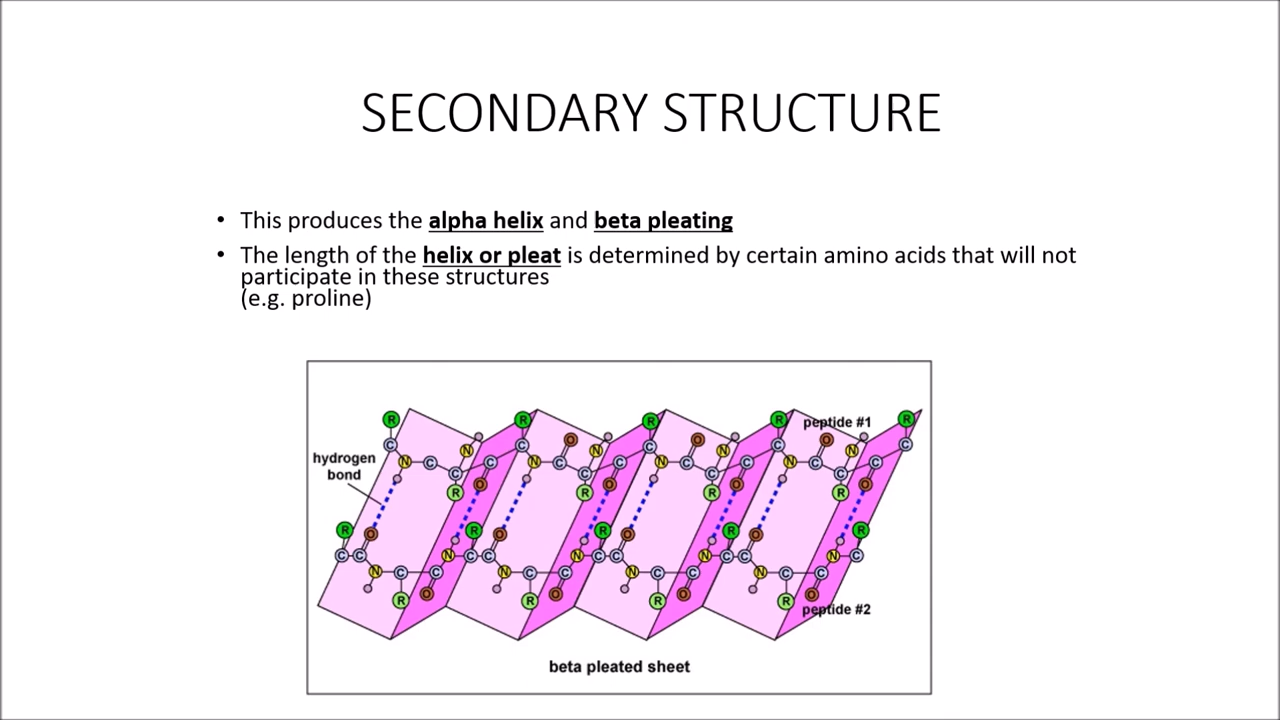 SECONDARY STRUCTURE
• This produces the alpha helix and beta pleating
• The length of the helix or pleat is determined by certain amino acids that will not
participate in these structures
(e.g. proline)
R R R R peptide #1 R
C O N C O N C O N C O N C
hydrogen N C C C N C C C N C C C N C C C
bond
R O R O R O R O
R O R O R O R O R
C C N C C N C C N C C N C
N C C N C C N C C N C C
R O R O R O R O
peptide #2
beta pleated sheet